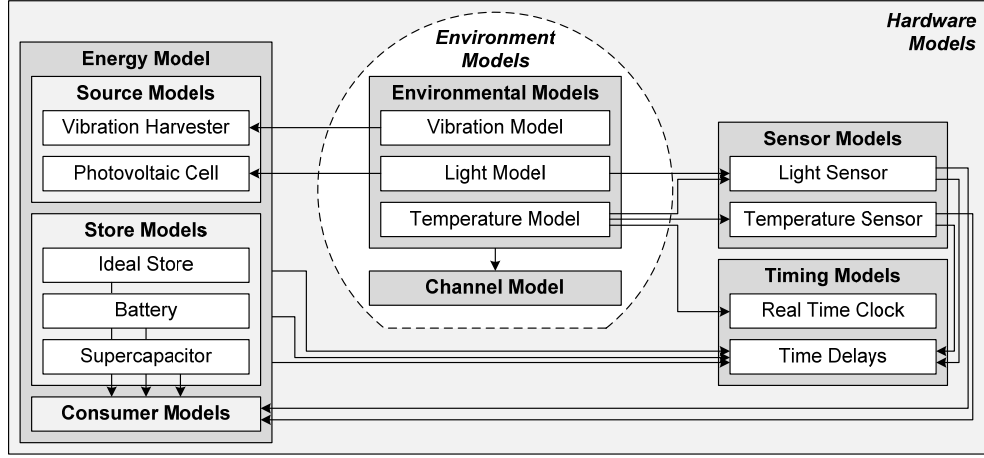 Hardware
Models
Environment
Models
Energy Model
Source Models
Vibration Harvester
Photovoltaic Cell
Store Models
Ideal Store
Battery
Supercapacitor
Consumer Models
Environmental Models
Vibration Model
Light Model
Temperature Model
Channel Model
Sensor Models
Light Sensor
Temperature Sensor
Timing Models
Real Time Clock
Time Delays